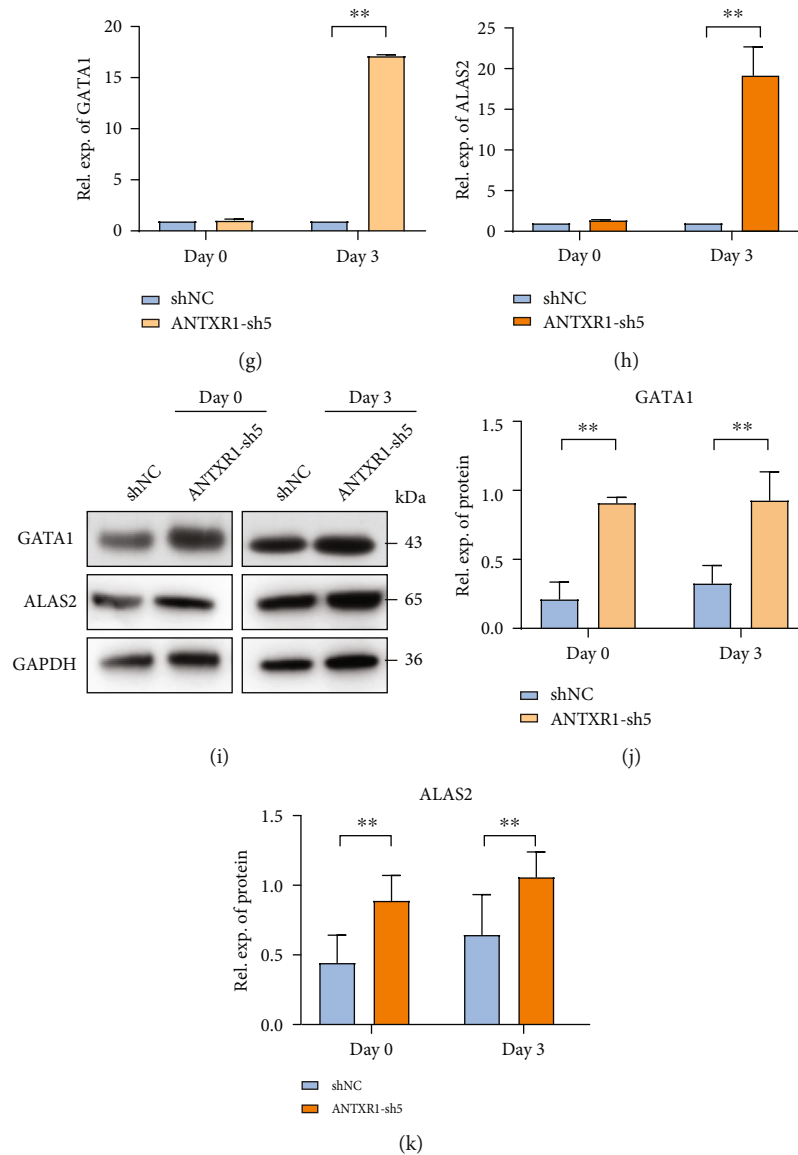 20
15
10
5
0
Rel. exp. of GATA1
**
Day 0
Day 3
shNC
ANTXR1-sh5
(g)
25
20
15
10
5
0
Rel. exp. of ALAS2
**
Day 0
Day 3
shNC
ANTXR1-sh5
(h)
Day 0
Day 3
shNC
ANTXR1-sh5
shNC
ANTXR1-sh5
kDa
GATA1
43
ALAS2
65
GAPDH
36
(i)
GATA1
1.5
1.0
0.5
0.0
Rel. exp. of protein
**
**
Day 0
Day 3
shNC
ANTXR1-sh5
(j)
ALAS2
1.5
1.0
0.5
0.0
Rel. exp. of protein
**
**
Day 0
Day 3
shNC
ANTXR1-sh5
(k)